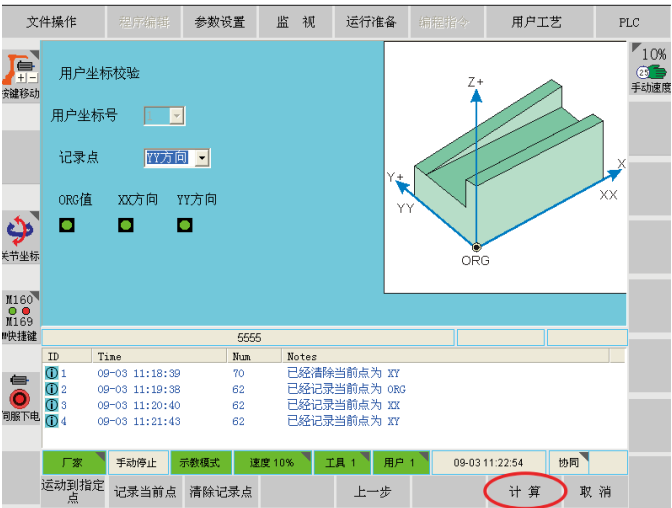 文件操作 程序编辑 参数设置 监 视 运行准备 编程指令 用户工艺 PLC
按键移动
10%
25
手动速度
用户坐标校验
用户坐标号 1
记录点 YY方向
ORG值 XX方向 YY方向
Z+
Y+
YY
X
XX
ORG
关节坐标
M160
M169
M快捷键
伺服下电
5555
ID Time Num Notes
1 09-03 11:18:39 70 已经清除当前点为 XY
2 09-03 11:19:38 62 已经记录当前点为 ORG
3 09-03 11:20:40 62 已经记录当前点为 XX
4 09-03 11:21:43 62 已经记录当前点为 YY
厂家 手动停止 示教模式 速度 10% 工具 1 用户 1 09-03 11:22:54 协同
运动到指定点 记录当前点 清除记录点 上一步 计 算 取 消